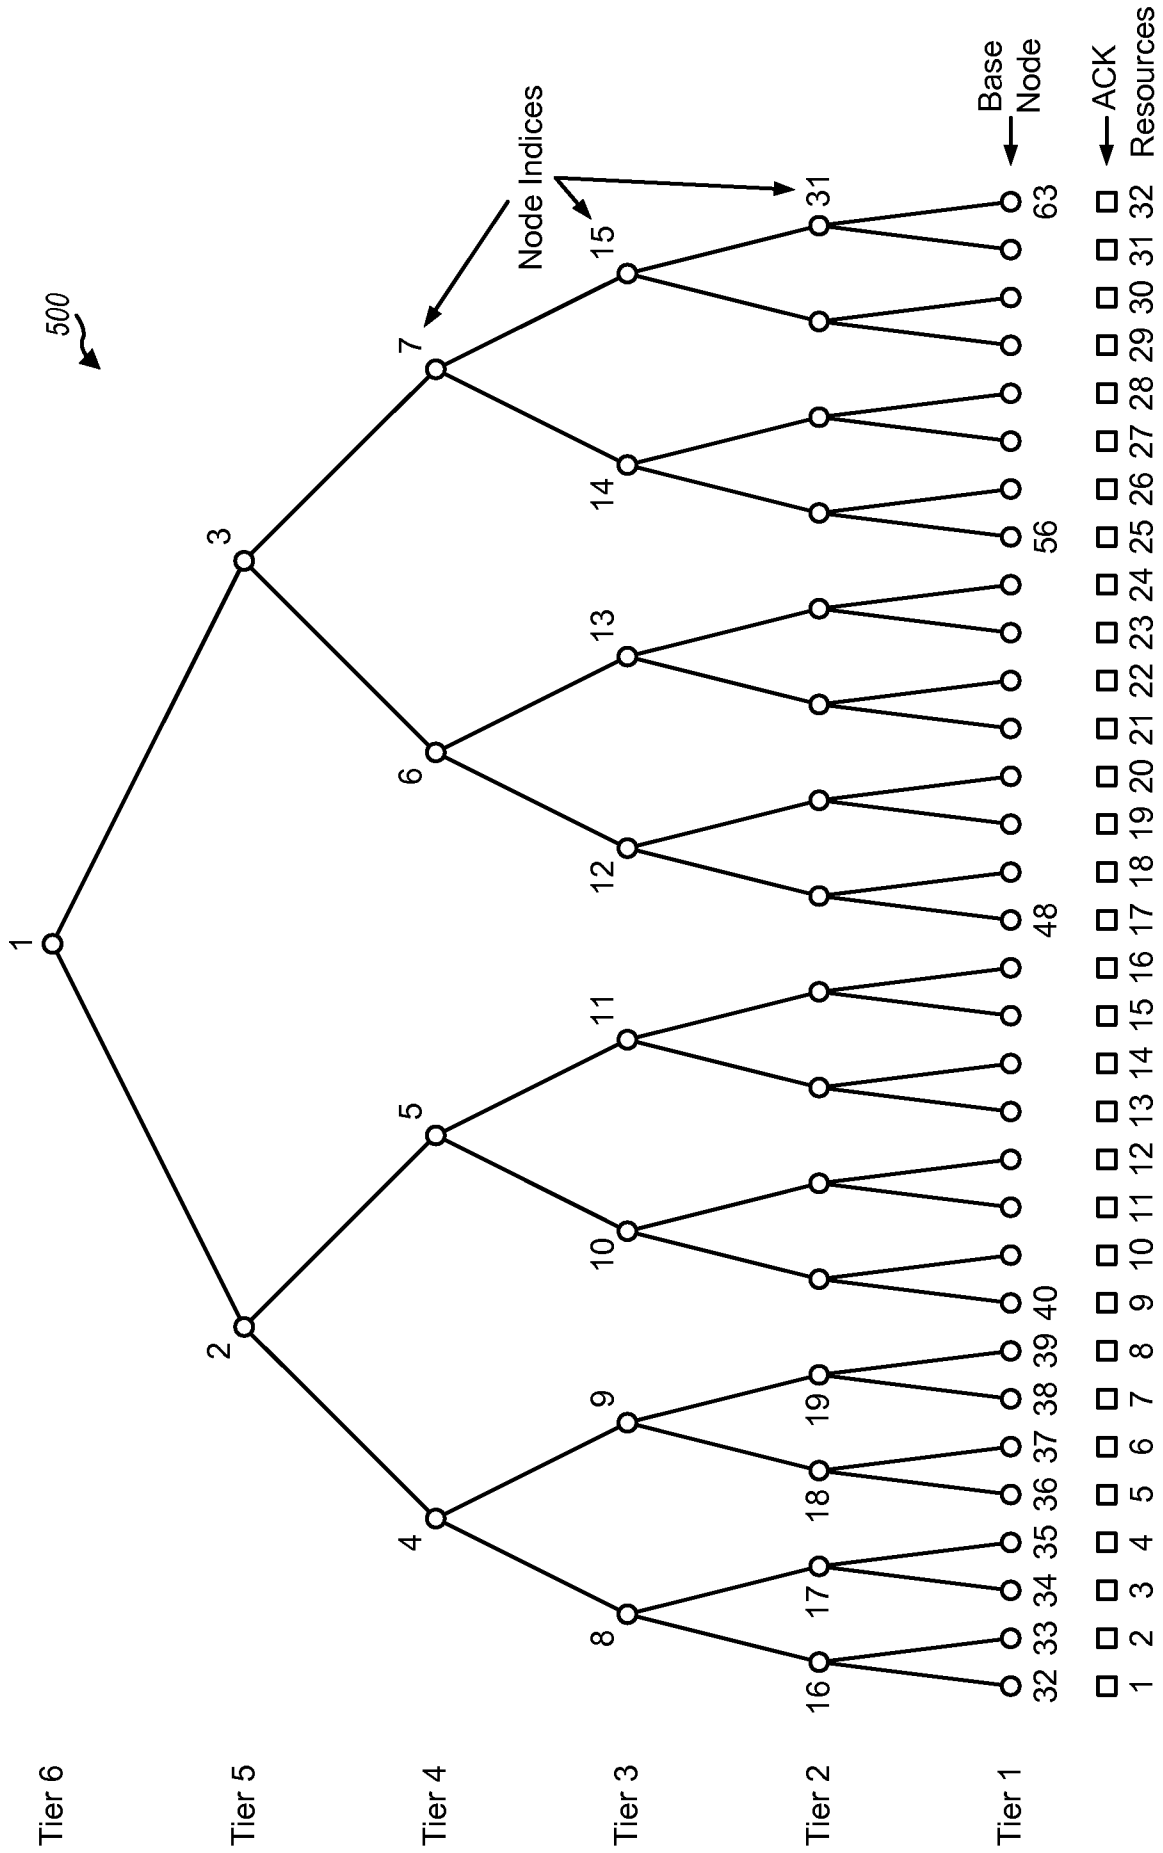 500
Tier 6
1
Tier 5
2
3
Tier 4
4
5
6
7
Node Indices
Tier 3
8
9
10
11
12
13
14
15
Tier 2
16
17
18
19
31
Tier 1
32 33 34 35 36 37 38 39 40 48 56 63
Base
Node
ACK
Resources
1 2 3 4 5 6 7 8 9 10 11 12 13 14 15 16 17 18 19 20 21 22 23 24 25 26 27 28 29 30 31 32